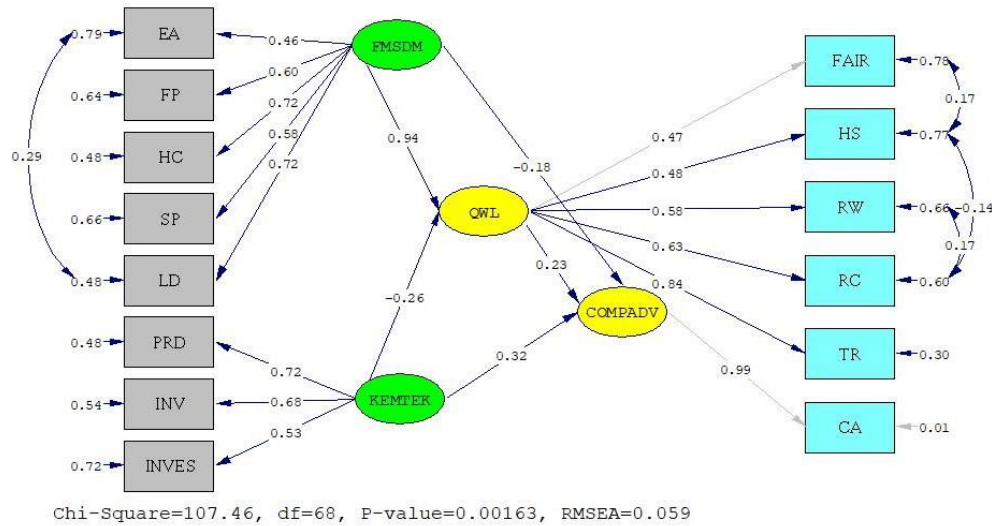 0.79 EA 0.46 FMSDM
FAIR 0.78
0.64 FP 0.60
0.17
0.72
HS 0.77
0.48 HC 0.58 0.94 0.47
0.29 0.72 -0.18 0.48
0.66 SP QWL 0.58 RW 0.66 -0.14
0.63 0.17
0.48 LD 0.23 0.84 RC 0.60
-0.26
COMPADV
0.48 PRD 0.72 0.32 TR 0.30
0.99
0.54 INV 0.68 KEMTEK
0.53 CA 0.01
0.72 INVES
Chi-Square=107.46, df=68, P-value=0.00163, RMSEA=0.059